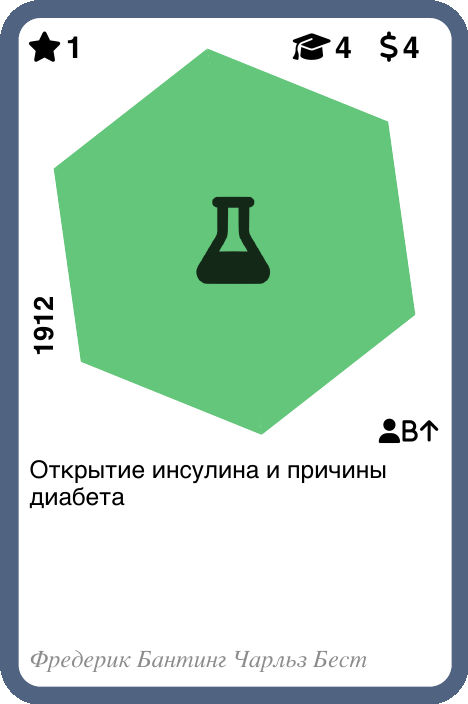 1
4
$4
1912
B↑
Открытие инсулина и причины
диабета
Фредерик Бантинг Чарльз Бест